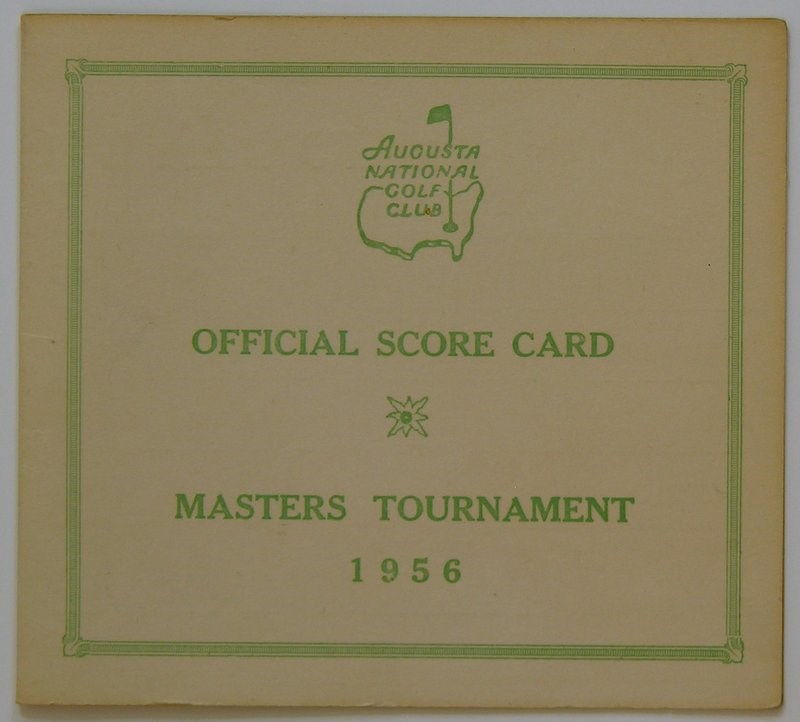 AUGUSTA
NATIONAL
GOLF
CLUB
OFFICIAL SCORE CARD
MASTERS TOURNAMENT
1956